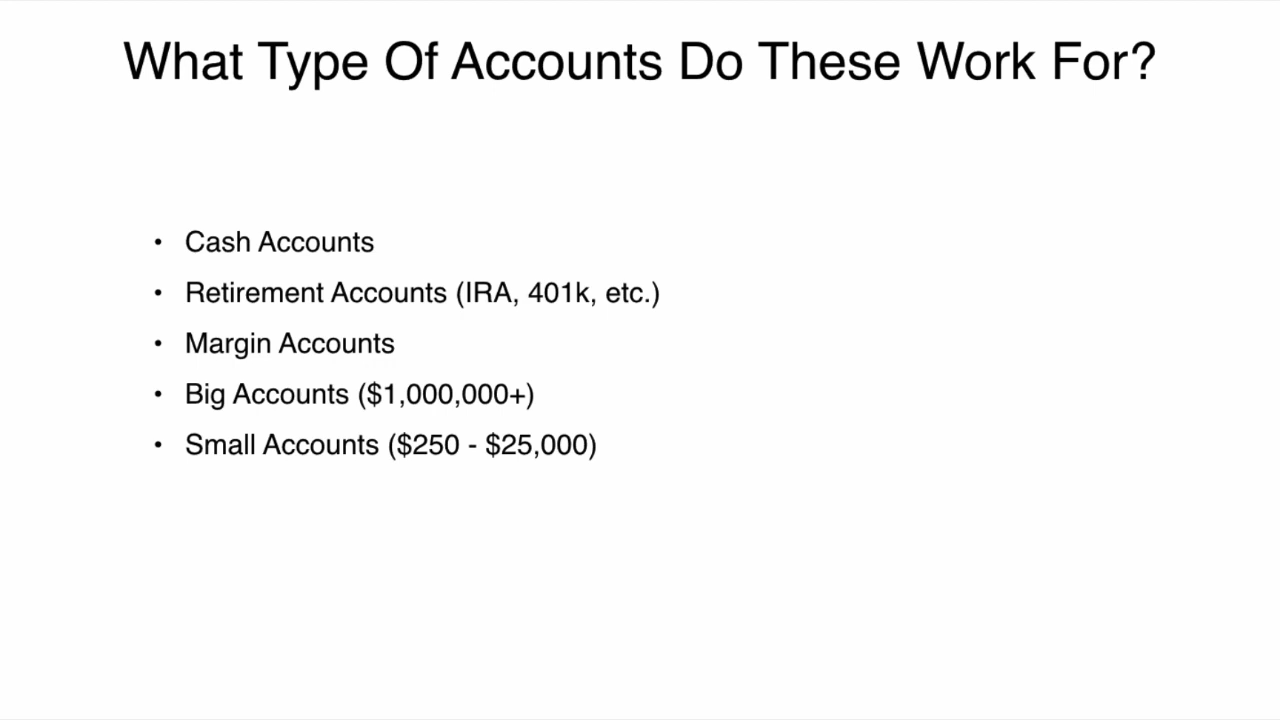 What Type Of Accounts Do These Work For?
• Cash Accounts
• Retirement Accounts (IRA, 401k, etc.)
• Margin Accounts
• Big Accounts ($1,000,000+)
• Small Accounts ($250 - $25,000)